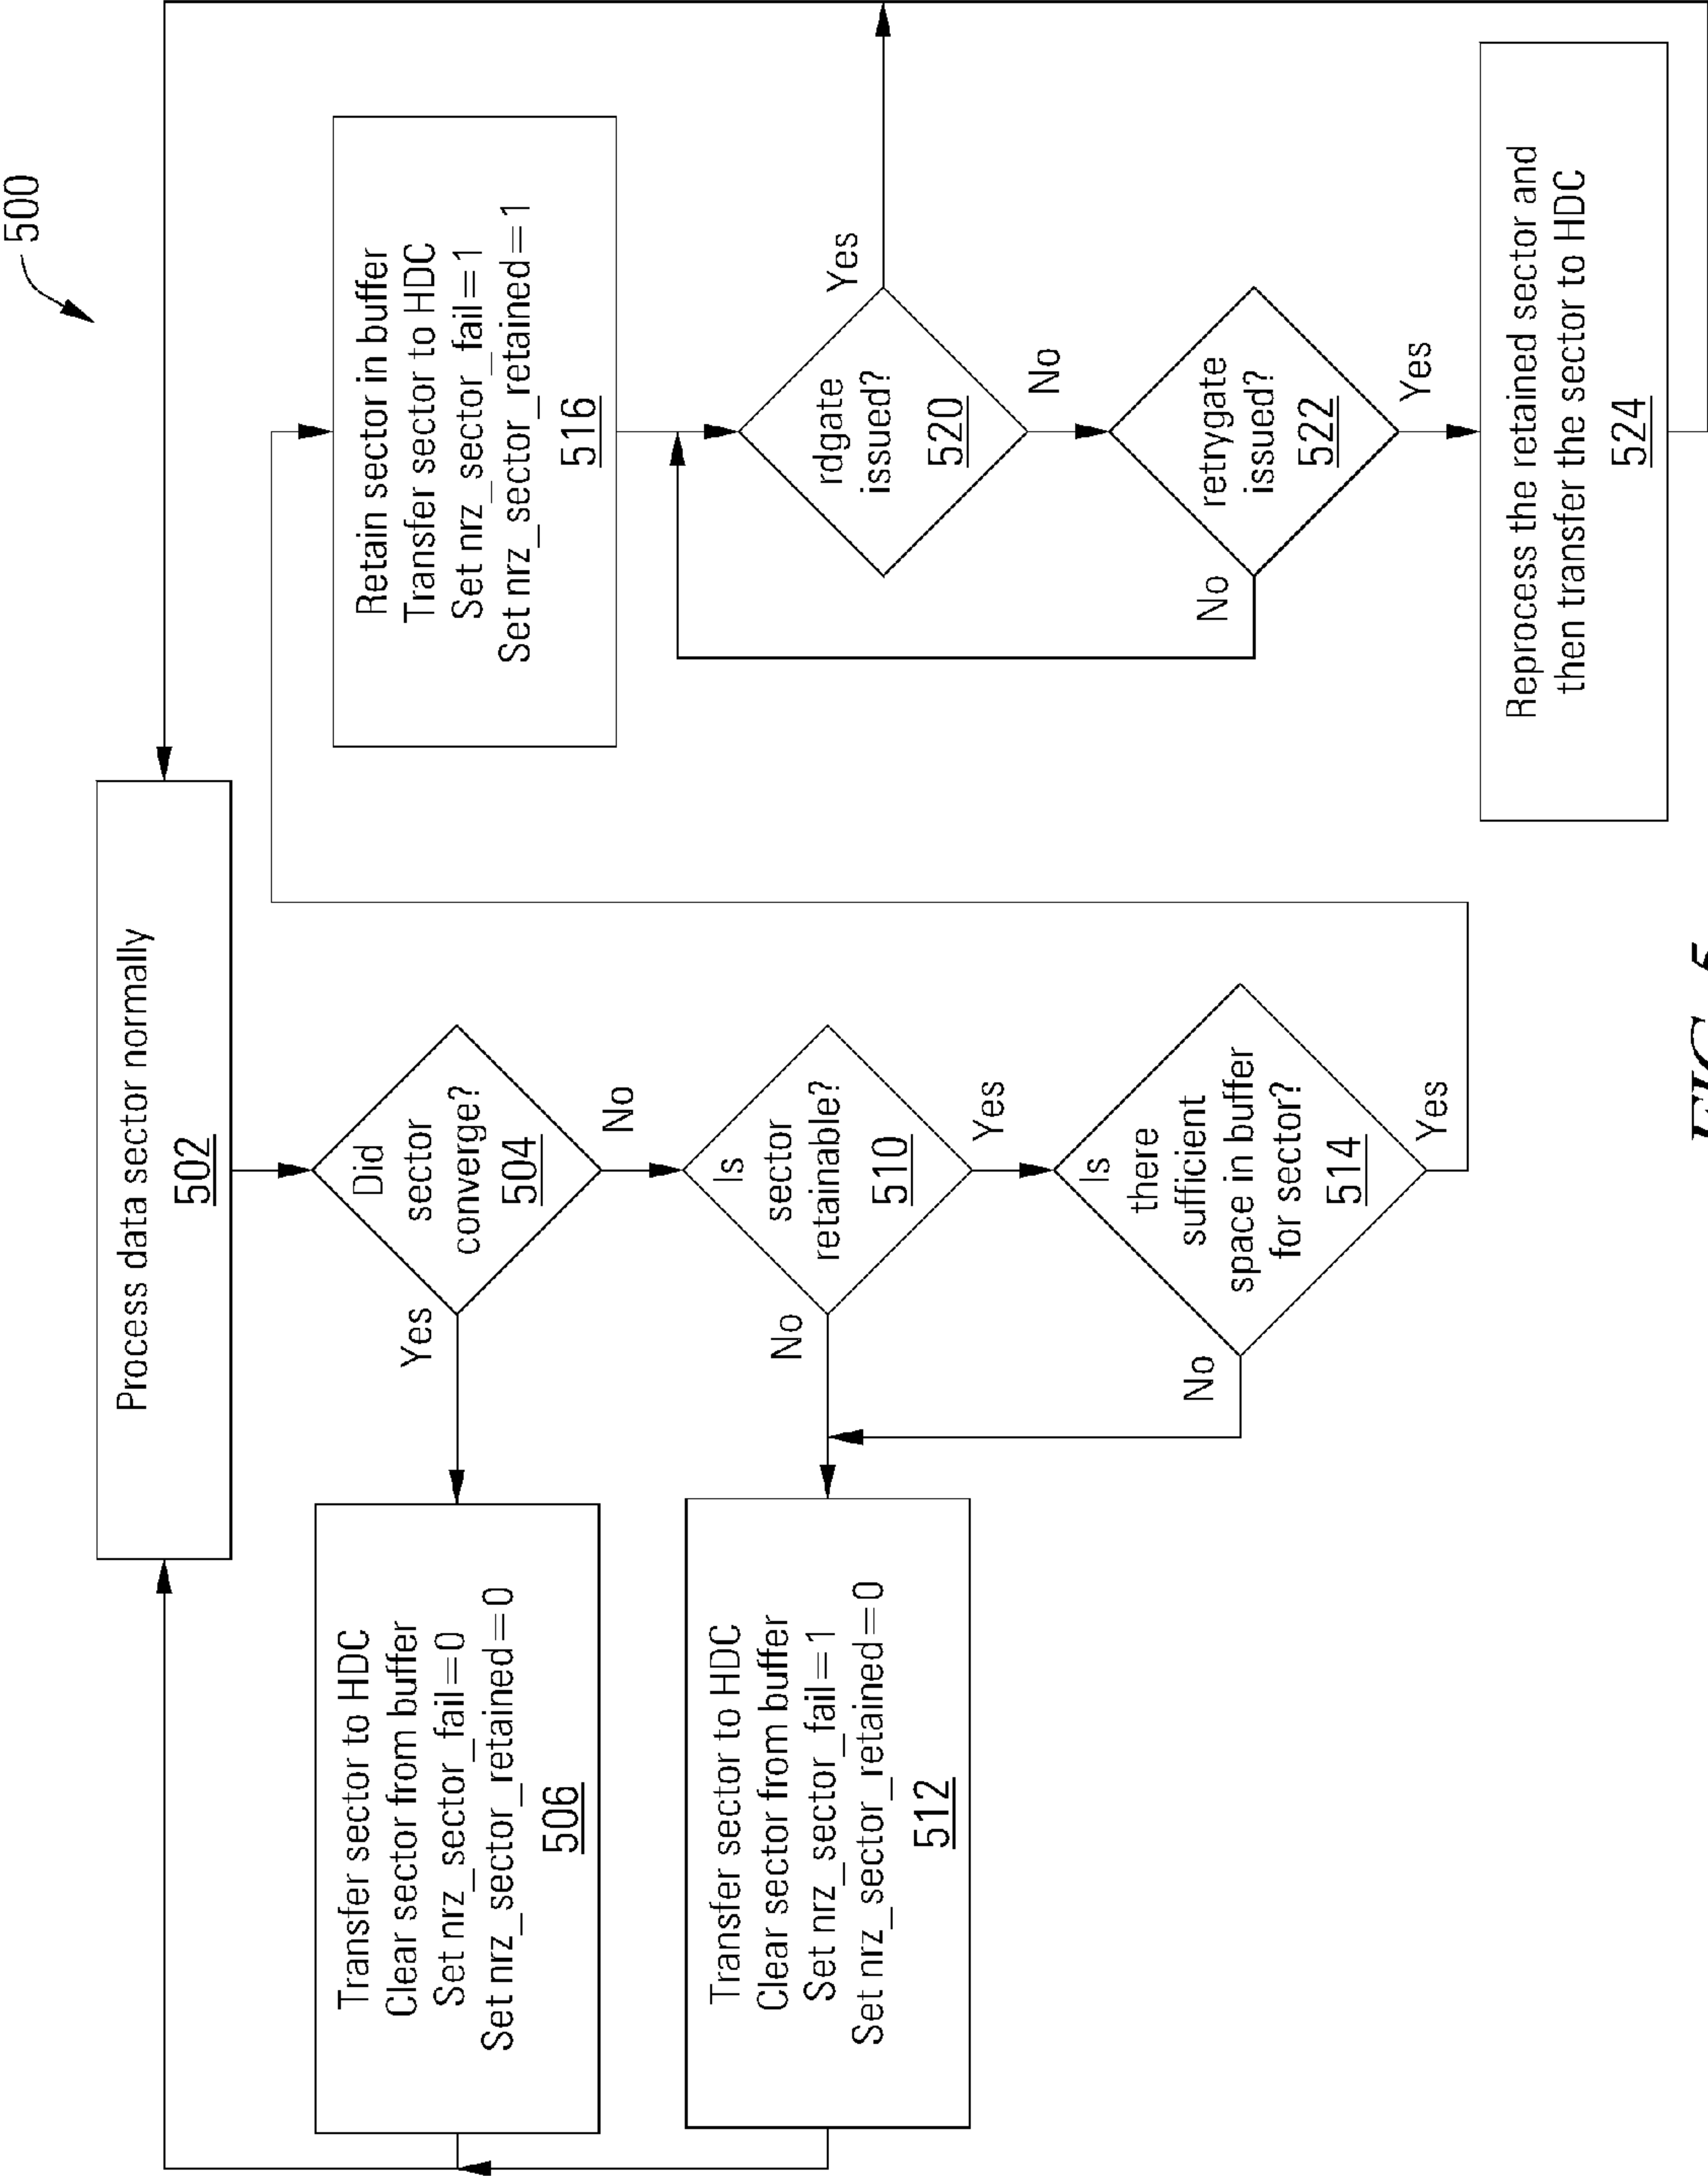 500
Process data sector normally
502
Did
sector
converge?
504
Yes
No
Transfer sector to HDC
Clear sector from buffer
Set nrz_sector_fail=0
Set nrz_sector_retained=0
506
Is
sector
retainable?
510
No
Yes
Transfer sector to HDC
Clear sector from buffer
Set nrz_sector_fail=1
Set nrz_sector_retained=0
512
Is
there
sufficient
space in buffer
for sector?
514
No
Yes
Retain sector in buffer
Transfer sector to HDC
Set nrz_sector_fail=1
Set nrz_sector_retained=1
516
rdgate
issued?
520
Yes
No
retrygate
issued?
522
No
Yes
Reprocess the retained sector and
then transfer the sector to HDC
524
FIG. 5